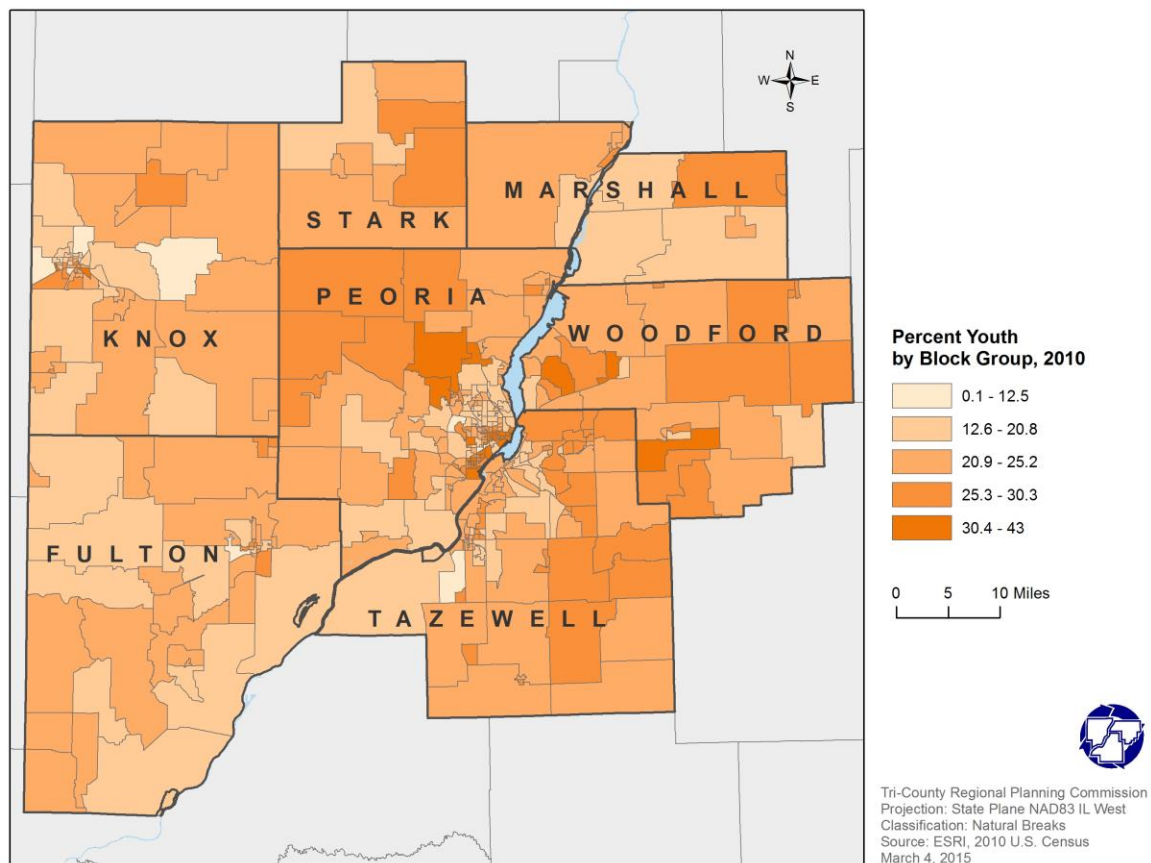 N
W E
S
MARSHALL
STARK
PEORIA
WOODFORD
KNOX
FULTON
TAZEWELL
Percent Youth
by Block Group, 2010
0.1 - 12.5
12.6 - 20.8
20.9 - 25.2
25.3 - 30.3
30.4 - 43
0 5 10 Miles
Tri-County Regional Planning Commission
Projection: State Plane NAD83 IL West
Classification: Natural Breaks
Source: ESRI, 2010 U.S. Census
March 4, 2015